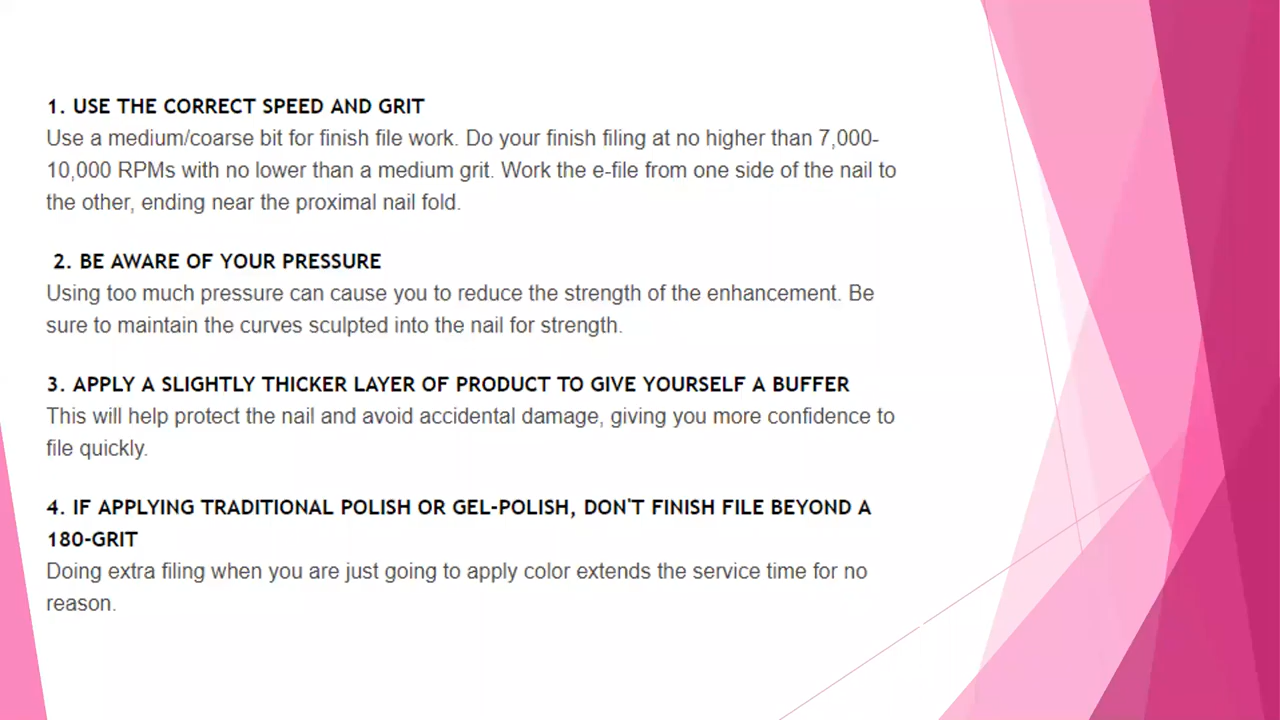 1. USE THE CORRECT SPEED AND GRIT
Use a medium/coarse bit for finish file work. Do your finish filing at no higher than 7,000-
10,000 RPMs with no lower than a medium grit. Work the e-file from one side of the nail to
the other, ending near the proximal nail fold.
2. BE AWARE OF YOUR PRESSURE
Using too much pressure can cause you to reduce the strength of the enhancement. Be
sure to maintain the curves sculpted into the nail for strength.
3. APPLY A SLIGHTLY THICKER LAYER OF PRODUCT TO GIVE YOURSELF A BUFFER
This will help protect the nail and avoid accidental damage, giving you more confidence to
file quickly.
4. IF APPLYING TRADITIONAL POLISH OR GEL-POLISH, DON'T FINISH FILE BEYOND A
180-GRIT
Doing extra filing when you are just going to apply color extends the service time for no
reason.